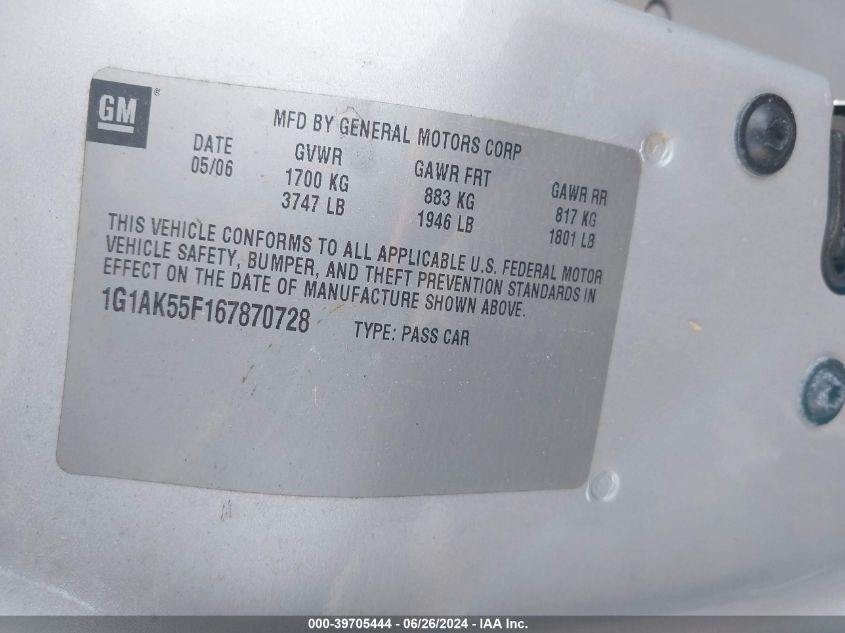 GM
MFD BY GENERAL MOTORS CORP
DATE GVWR GAWR FRT GAWR RR
05/06 1700 KG 883 KG 817 KG
3747 LB 1946 LB 1801 LB
THIS VEHICLE CONFORMS TO ALL APPLICABLE U.S. FEDERAL MOTOR
VEHICLE SAFETY, BUMPER, AND THEFT PREVENTION STANDARDS IN
EFFECT ON THE DATE OF MANUFACTURE SHOWN ABOVE.
1G1AK55F167870728 TYPE: PASS CAR
000-39705444 - 06/26/2024 - IAA Inc.